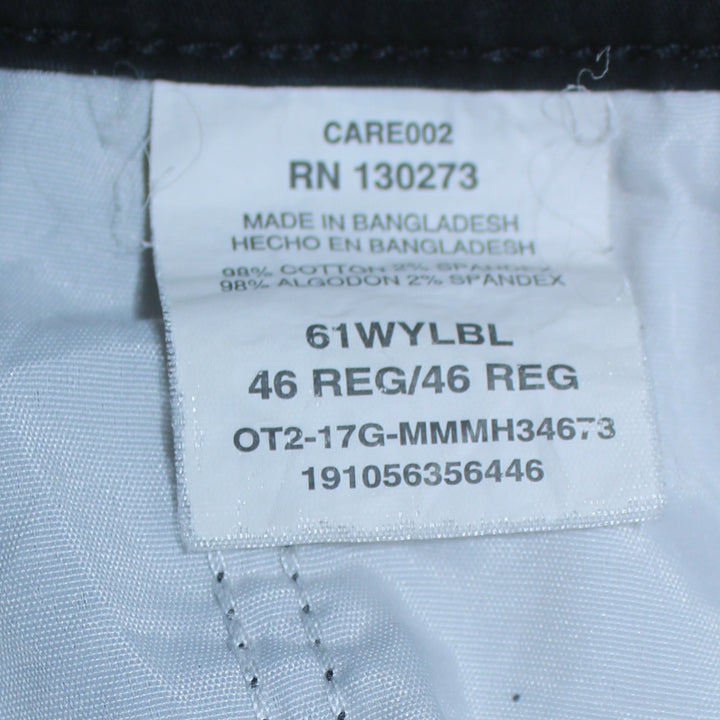 CARE002
RN 130273
MADE IN BANGLADESH
HECHO EN BANGLADESH
98% COTTON 2% SPANDEX
98% ALGODON 2% SPANDEX
61WYLBL
46 REG/46 REG
OT2-17G-MMMH34673
191056356446